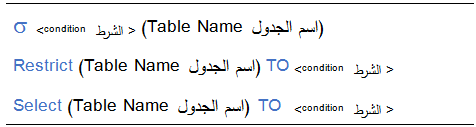 σ <condition الشرط > (Table Name اسم الجدول)
Restrict (Table Name اسم الجدول) TO <condition الشرط >
Select (Table Name اسم الجدول) TO <condition الشرط >